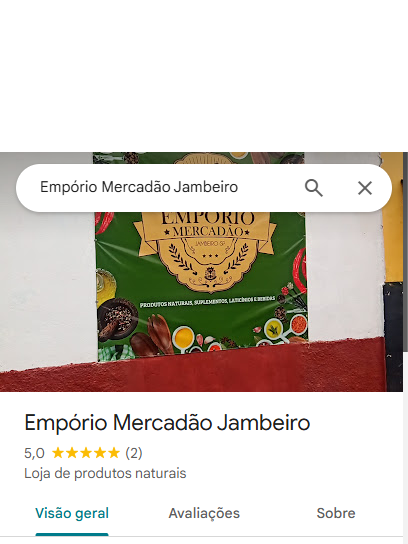 Empório Mercadão Jambeiro
EMPÓRIO
MERCADÃO
JAMBEIRO SP
PRODUTOS NATURAIS, SUPLEMENTOS, LATICÍNIOS E BEBIDAS
Empório Mercadão Jambeiro
5,0 ★★★★★ (2)
Loja de produtos naturais
Visão geral Avaliações Sobre